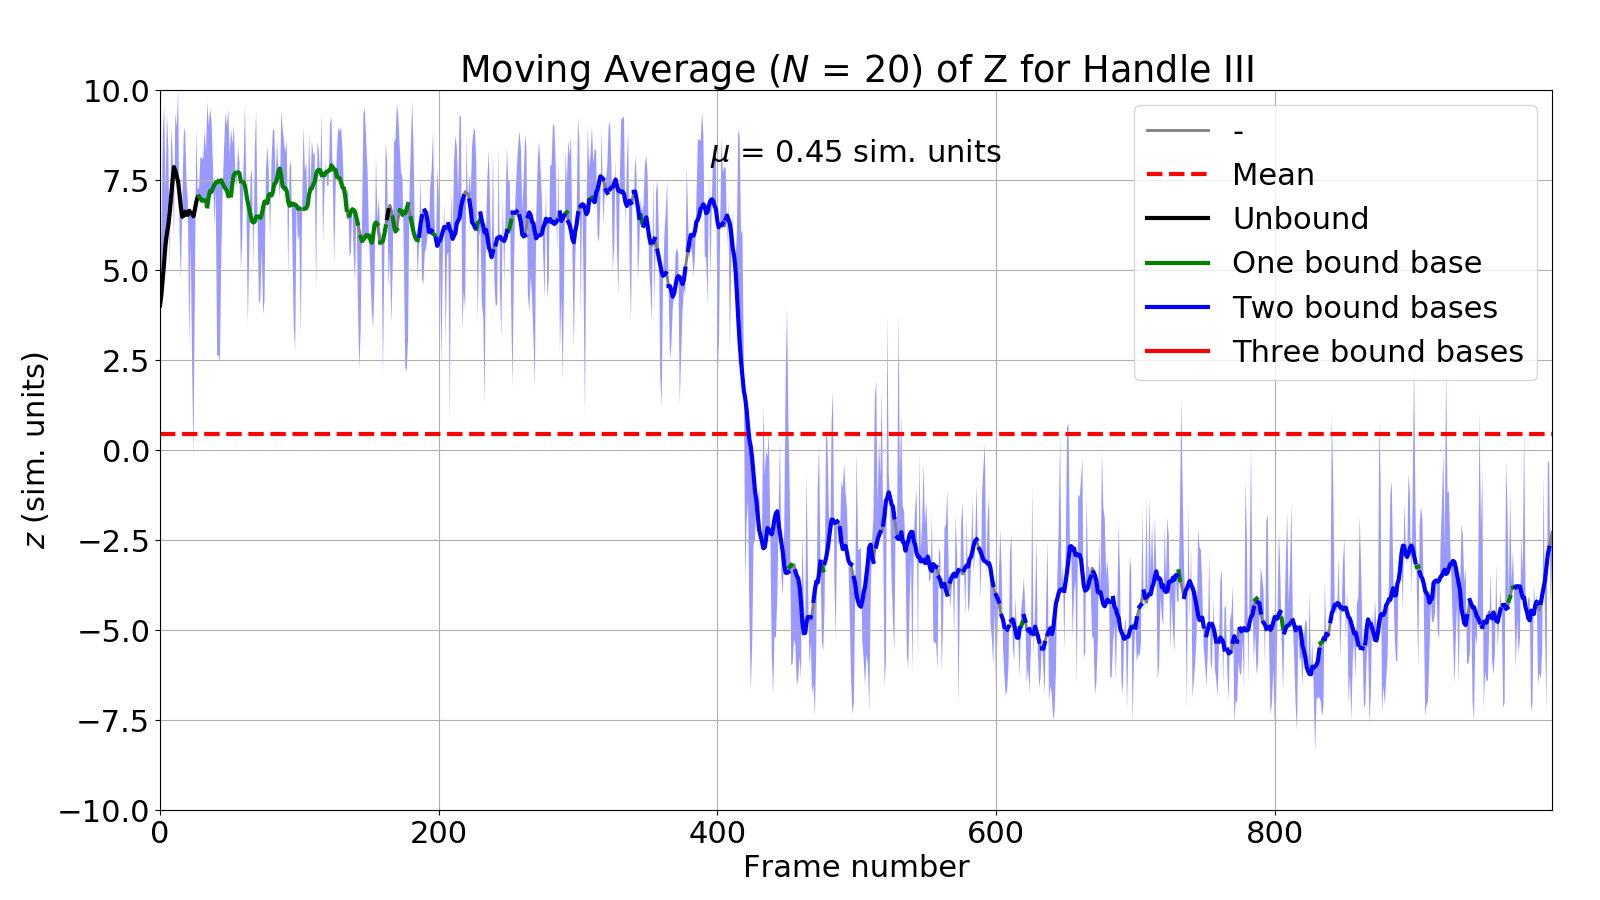 Moving Average (N = 20) of Z for Handle III
μ = 0.45 sim. units
-
Mean
Unbound
One bound base
Two bound bases
Three bound bases
10.0
7.5
5.0
2.5
0.0
−2.5
−5.0
−7.5
−10.0
z (sim. units)
0 200 400 600 800
Frame number